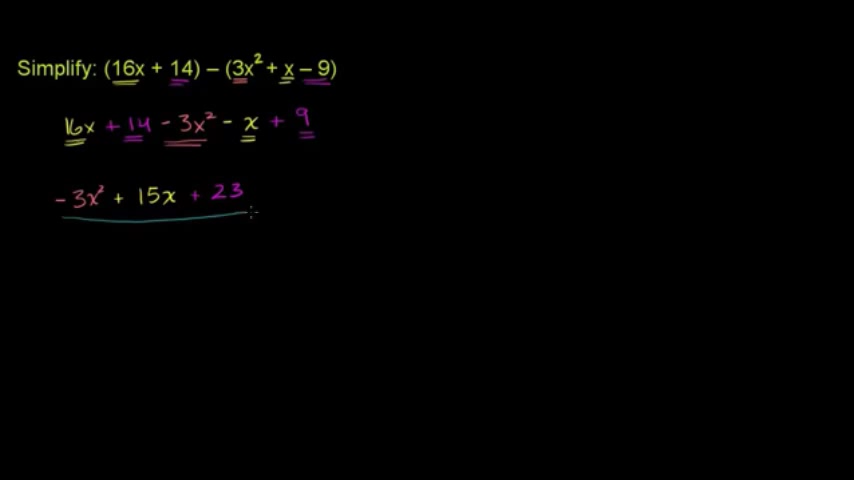 Simplify: (16x + 14) – (3x² + x – 9)
16x + 14 - 3x² - x + 9
- 3x² + 15x + 23